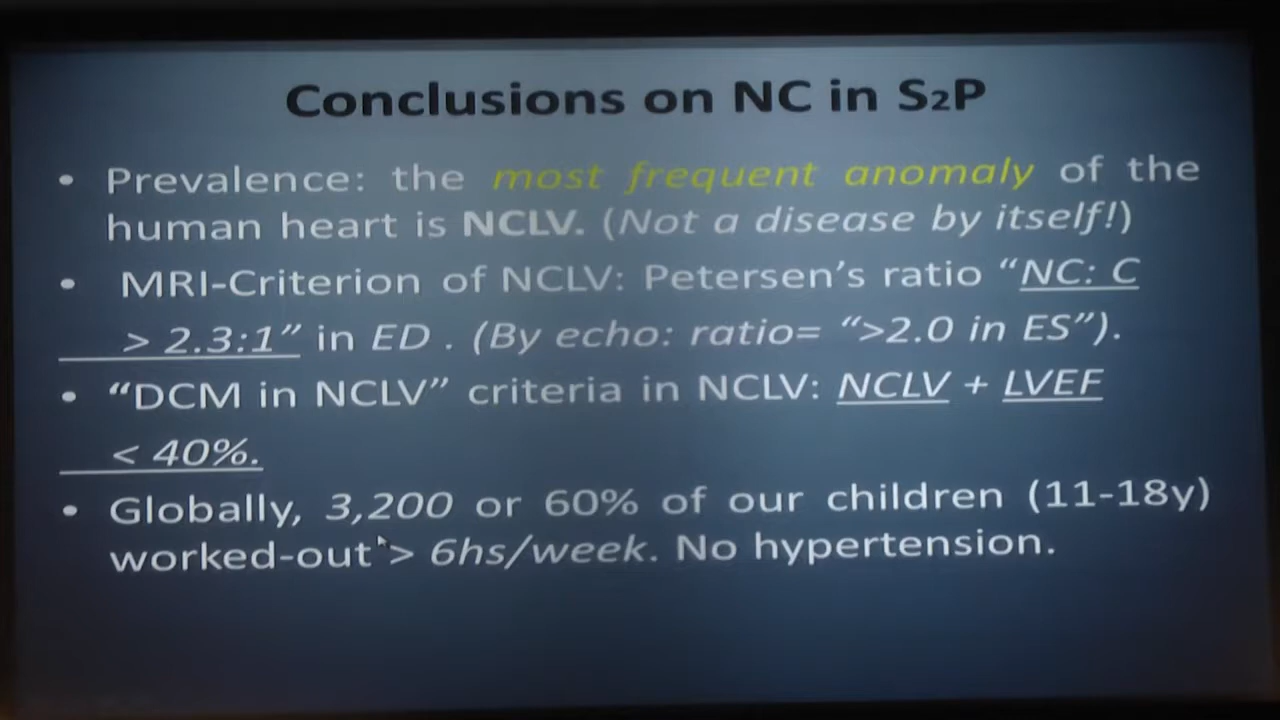 Conclusions on NC in S₂P
• Prevalence: the most frequent anomaly of the
human heart is NCLV. (Not a disease by itself!)
• MRI-Criterion of NCLV: Petersen’s ratio “NC: C
> 2.3:1” in ED . (By echo: ratio= “>2.0 in ES”).
• “DCM in NCLV” criteria in NCLV: NCLV + LVEF
< 40%.
• Globally, 3,200 or 60% of our children (11-18y)
worked-out > 6hs/week. No hypertension.